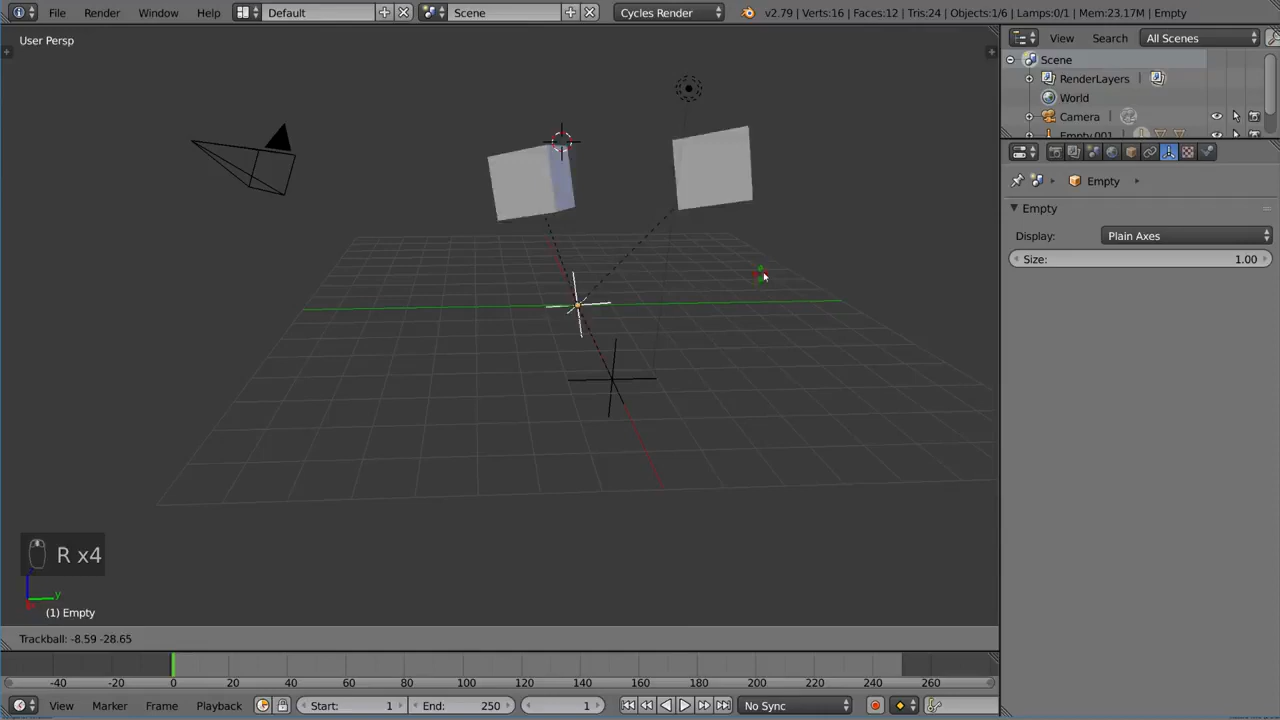 File Render Window Help Default Scene Cycles Render v2.79 | Verts:16 | Faces:12 | Tris:24 | Objects:1/6 | Lamps:0/1 | Mem:23.17M | Empty
User Persp
View Search All Scenes
Scene
RenderLayers
World
Camera
Empty.001
Empty
Empty
Display: Plain Axes
Size: 1.00
R x4
y
(1) Empty
Trackball: -8.59 -28.65
-40 -20 0 20 40 60 80 100 120 140 160 180 200 220 240 260
View Marker Frame Playback Start: 1 End: 250 1 No Sync